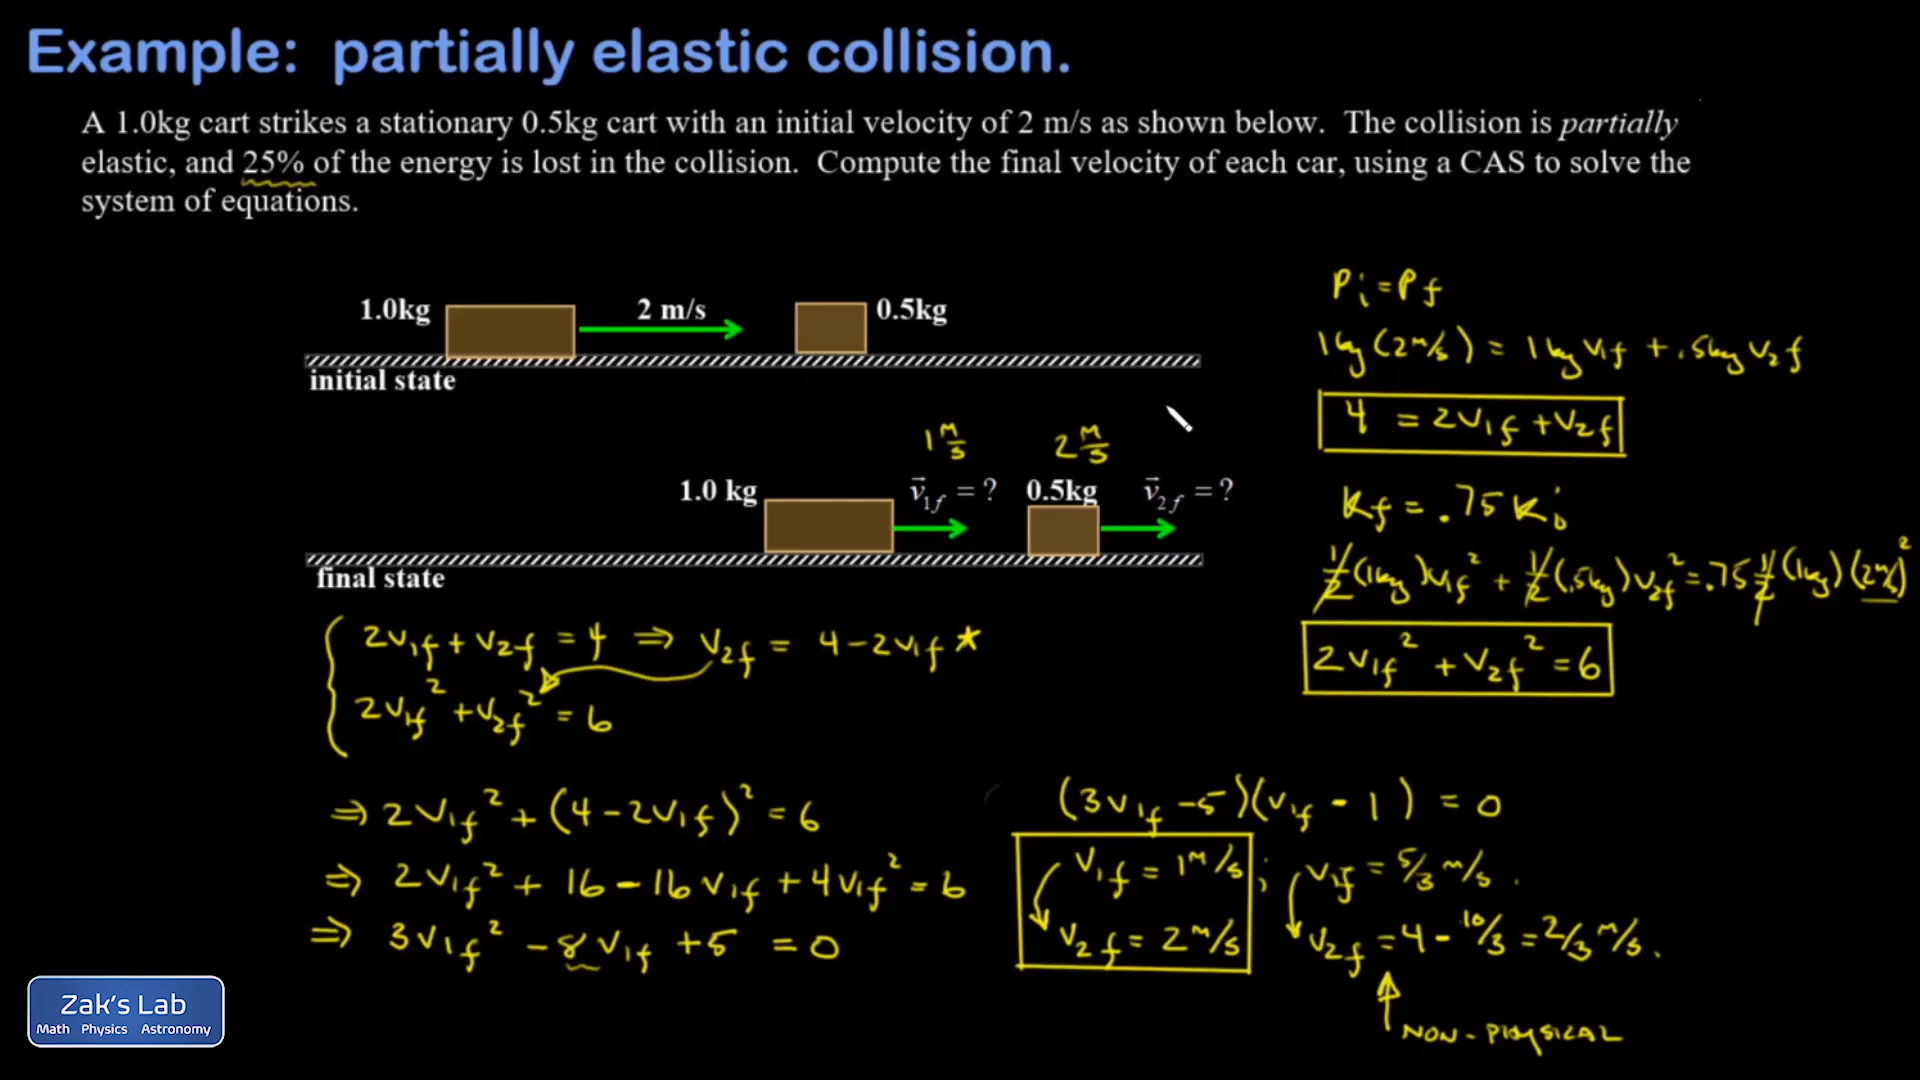 Example: partially elastic collision.
A 1.0kg cart strikes a stationary 0.5kg cart with an initial velocity of 2 m/s as shown below. The collision is partially
elastic, and 25% of the energy is lost in the collision. Compute the final velocity of each car, using a CAS to solve the
system of equations.
1.0kg 2 m/s 0.5kg
initial state
1 m/s 2 m/s
1.0 kg v⃗₁f = ? 0.5kg v⃗₂f = ?
final state
Pi = Pf
1kg(2m/s) = 1kg v₁f + .5kg v₂f
4 = 2v₁f + v₂f
Kf = .75 Ki
½(1kg)v₁f² + ½(.5kg)v₂f² = .75 ½(1kg)(2m/s)²
2v₁f² + v₂f² = 6
2v₁f + v₂f = 4 ⇒ v₂f = 4 - 2v₁f *
2v₁f² + v₂f² = 6
⇒ 2v₁f² + (4 - 2v₁f)² = 6
⇒ 2v₁f² + 16 - 16v₁f + 4v₁f² = 6
⇒ 3v₁f² - 8v₁f + 5 = 0
(3v₁f - 5)(v₁f - 1) = 0
v₁f = 1 m/s ; v₁f = 5/3 m/s.
v₂f = 2 m/s v₂f = 4 - 10/3 = 2/3 m/s.
NON-PHYSICAL
Zak's Lab
Math Physics Astronomy